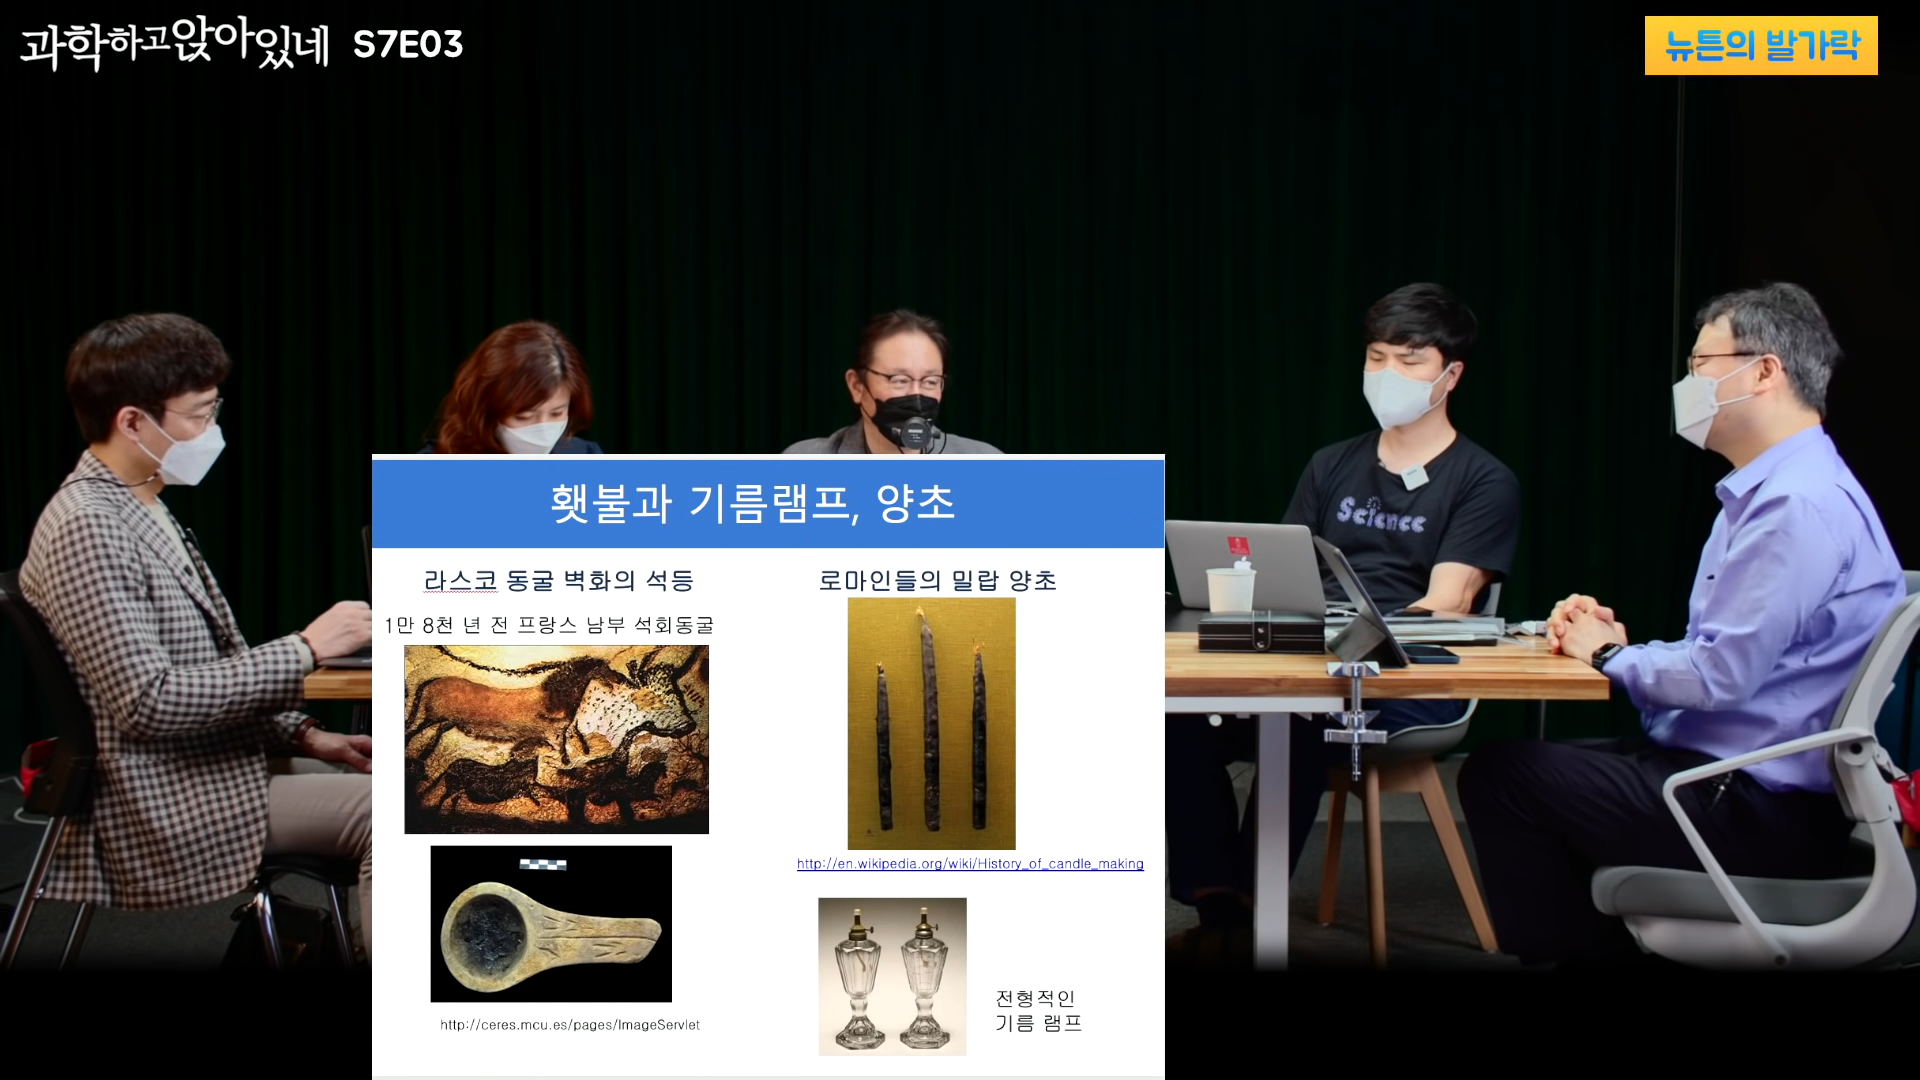 과학하고앉아있네 S7E03
뉴튼의 발가락
횃불과 기름램프, 양초
라스코 동굴 벽화의 석등
1만 8천 년 전 프랑스 남부 석회동굴
http://ceres.mcu.es/pages/ImageServlet
로마인들의 밀랍 양초
http://en.wikipedia.org/wiki/History_of_candle_making
전형적인
기름 램프
Science